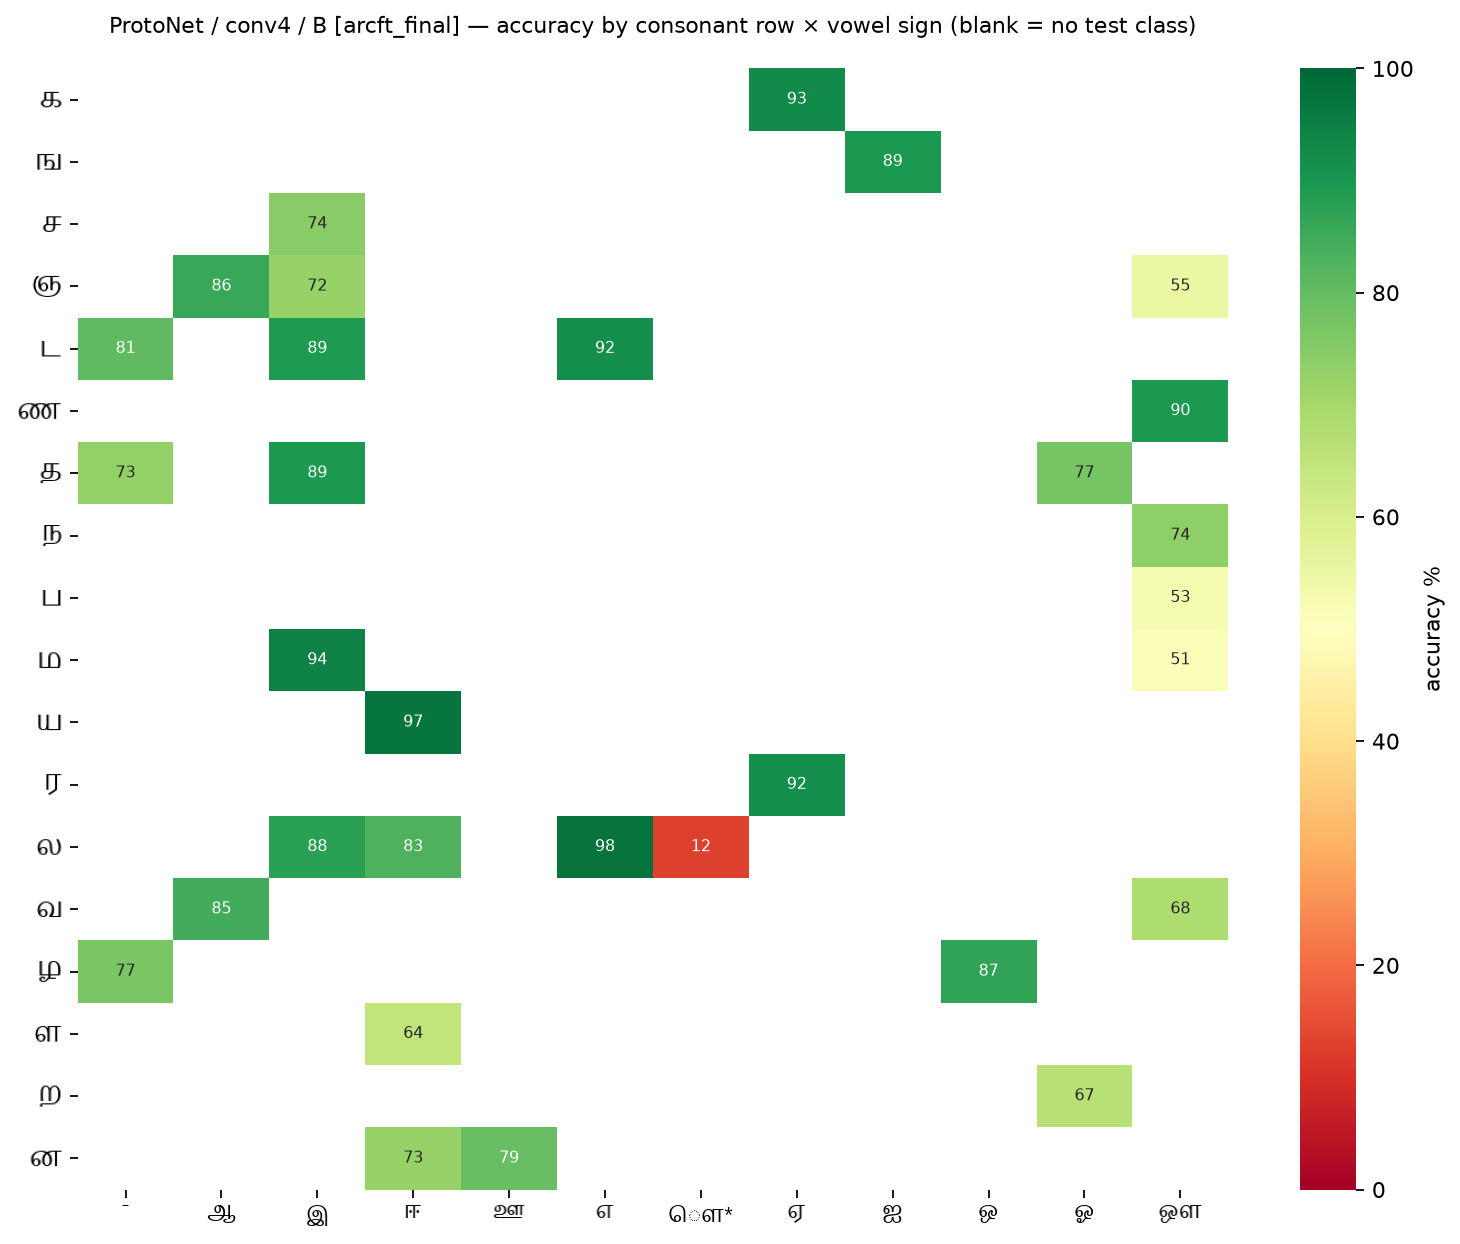 ProtoNet / conv4 / B [arcft_final] — accuracy by consonant row × vowel sign (blank = no test class)
க 93
ங 89
ச 74
ஞ 86 72 55
ட 81 89 92
ண 90
த 73 89 77
ந 74
ப 53
ம 94 51
ய 97
ர 92
ல 88 83 98 12
வ 85 68
ழ 77 87
ள 64
ற 67
ன 73 79
- ஆ இ ஈ ஊ எ ௌ* ஏ ஐ ஒ ஓ ஔ
100
80
60
40
20
0
accuracy %